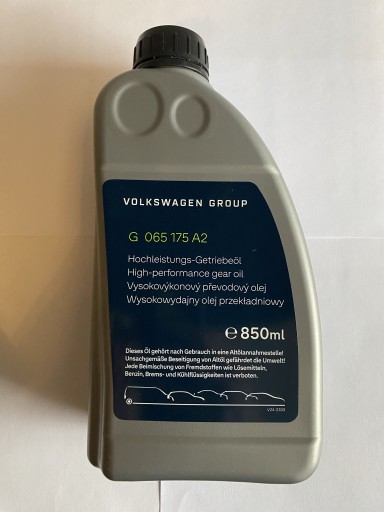 VOLKSWAGEN GROUP
G 065 175 A2
Hochleistungs-Getriebeöl
High-performance gear oil
Vysokovýkonový převodový olej
Wysokowydajny olej przekładniowy
℮ 850ml
Dieses Öl gehört nach Gebrauch in eine Altölannahmestelle!
Unsachgemäße Beseitigung von Altöl gefährdet die Umwelt!
Jede Beimischung von Fremdstoffen wie Lösemitteln,
Benzin, Brems- und Kühlflüssigkeiten ist verboten.